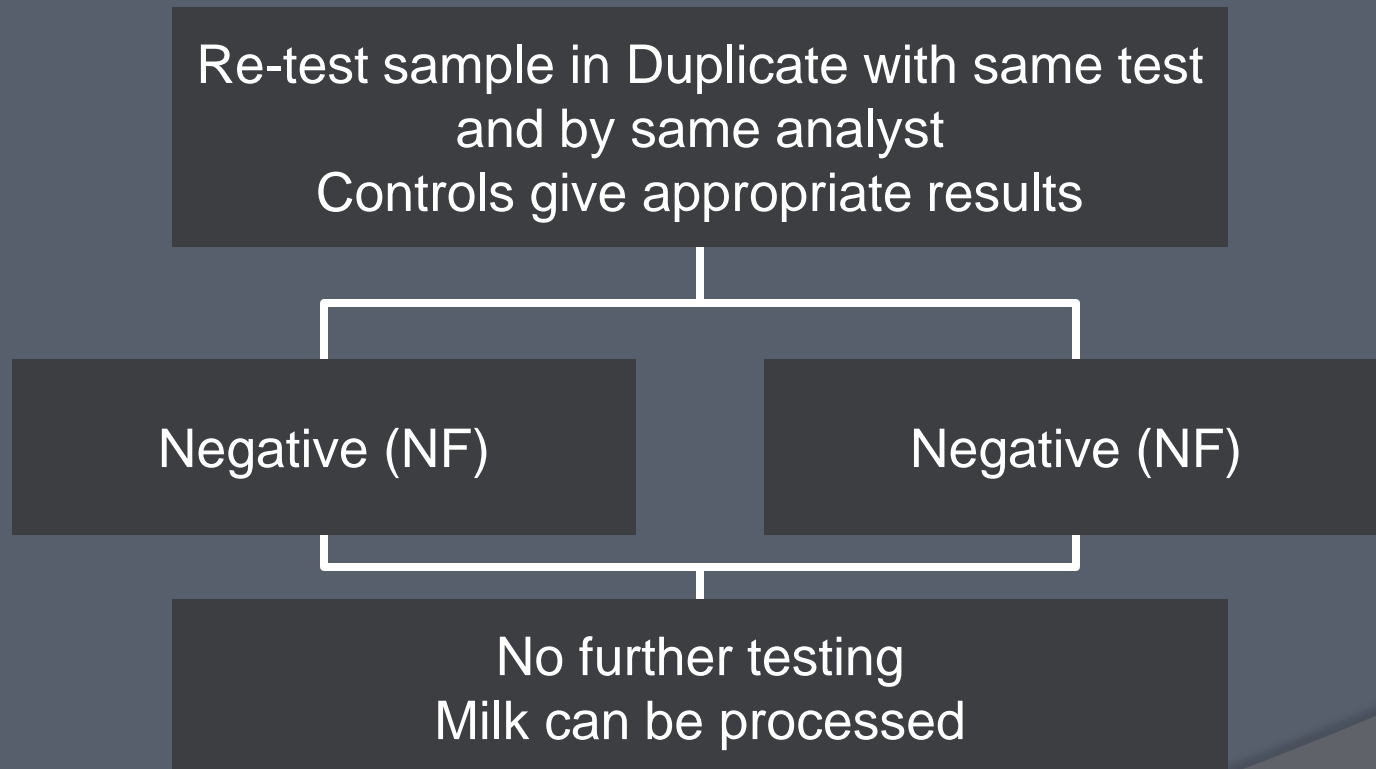 Re-test sample in Duplicate with same test
and by same analyst
Controls give appropriate results
Negative (NF)
Negative (NF)
No further testing
Milk can be processed